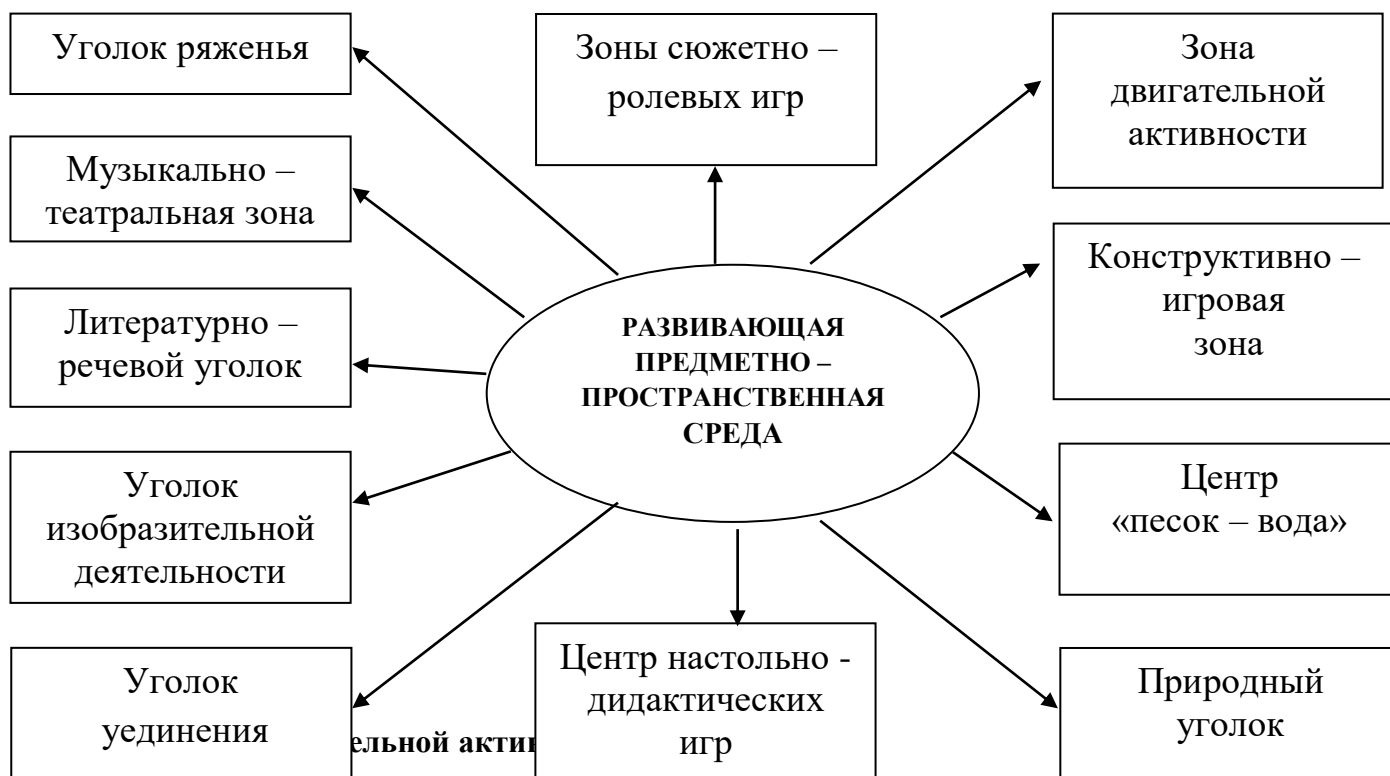 Уголок ряженья
Зоны сюжетно –
ролевых игр
Зона
двигательной
активности
Музыкально –
театральная зона
Конструктивно –
игровая
зона
Литературно –
речевой уголок
РАЗВИВАЮЩАЯ
ПРЕДМЕТНО –
ПРОСТРАНСТВЕННАЯ
СРЕДА
Уголок
изобразительной
деятельности
Центр
«песок – вода»
Уголок
уединения
Центр настольно -
дидактических
игр
Природный
уголок